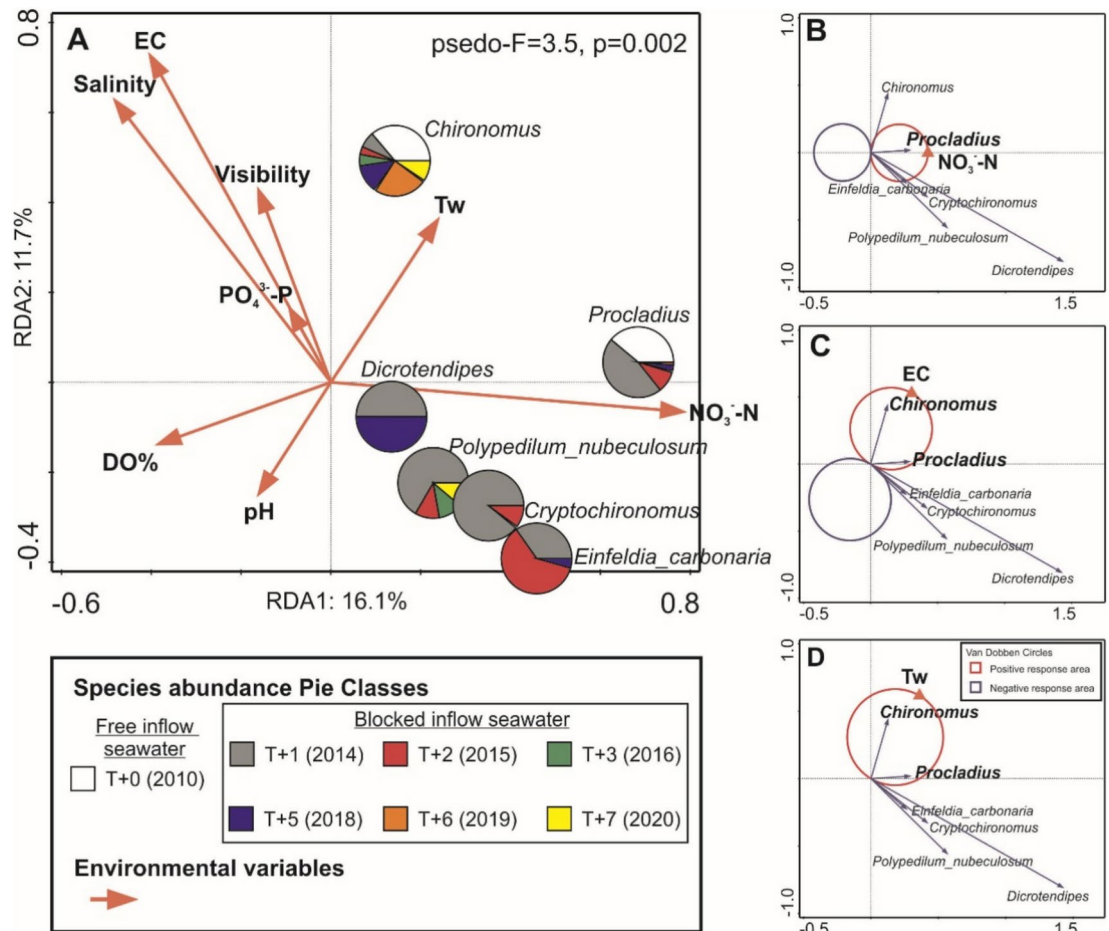 A
psedo-F=3.5, p=0.002
EC
Salinity
Chironomus
Visibility
Tw
PO₄³⁻-P
Procladius
Dicrotendipes
NO₃⁻-N
Polypedilum_nubeculosum
DO%
pH
Cryptochironomus
Einfeldia_carbonaria
0.8
RDA2: 11.7%
-0.4
-0.6
RDA1: 16.1%
0.8
Species abundance Pie Classes
Free inflow
seawater
T+0 (2010)
Blocked inflow seawater
T+1 (2014) T+2 (2015) T+3 (2016)
T+5 (2018) T+6 (2019) T+7 (2020)
Environmental variables
B
1.0
Chironomus
Procladius
NO₃⁻-N
Einfeldia_carbonaria
Cryptochironomus
Polypedilum_nubeculosum
Dicrotendipes
-1.0
-0.5 1.5
C
1.0
EC
Chironomus
Procladius
Einfeldia_carbonaria
Cryptochironomus
Polypedilum_nubeculosum
Dicrotendipes
-1.0
-0.5 1.5
D
1.0
Van Dobben Circles
Positive response area
Negative response area
Tw
Chironomus
Procladius
Einfeldia_carbonaria
Cryptochironomus
Polypedilum_nubeculosum
Dicrotendipes
-1.0
-0.5 1.5